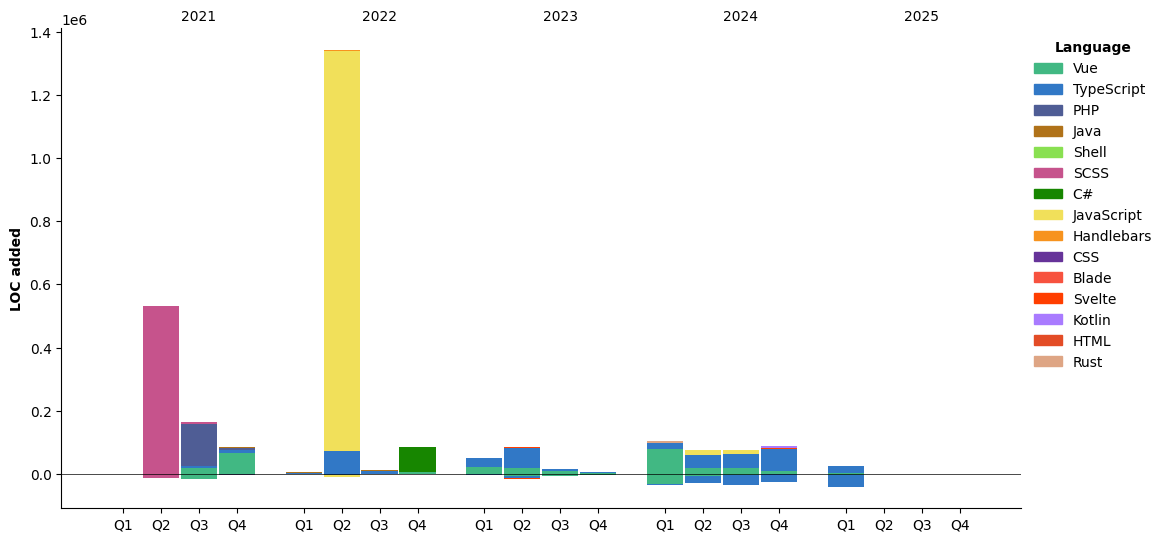 1e6
2021 2022 2023 2024 2025
1.4
1.2
1.0
0.8
0.6
0.4
0.2
0.0
LOC added
Q1 Q2 Q3 Q4 Q1 Q2 Q3 Q4 Q1 Q2 Q3 Q4 Q1 Q2 Q3 Q4 Q1 Q2 Q3 Q4
Language
Vue
TypeScript
PHP
Java
Shell
SCSS
C#
JavaScript
Handlebars
CSS
Blade
Svelte
Kotlin
HTML
Rust